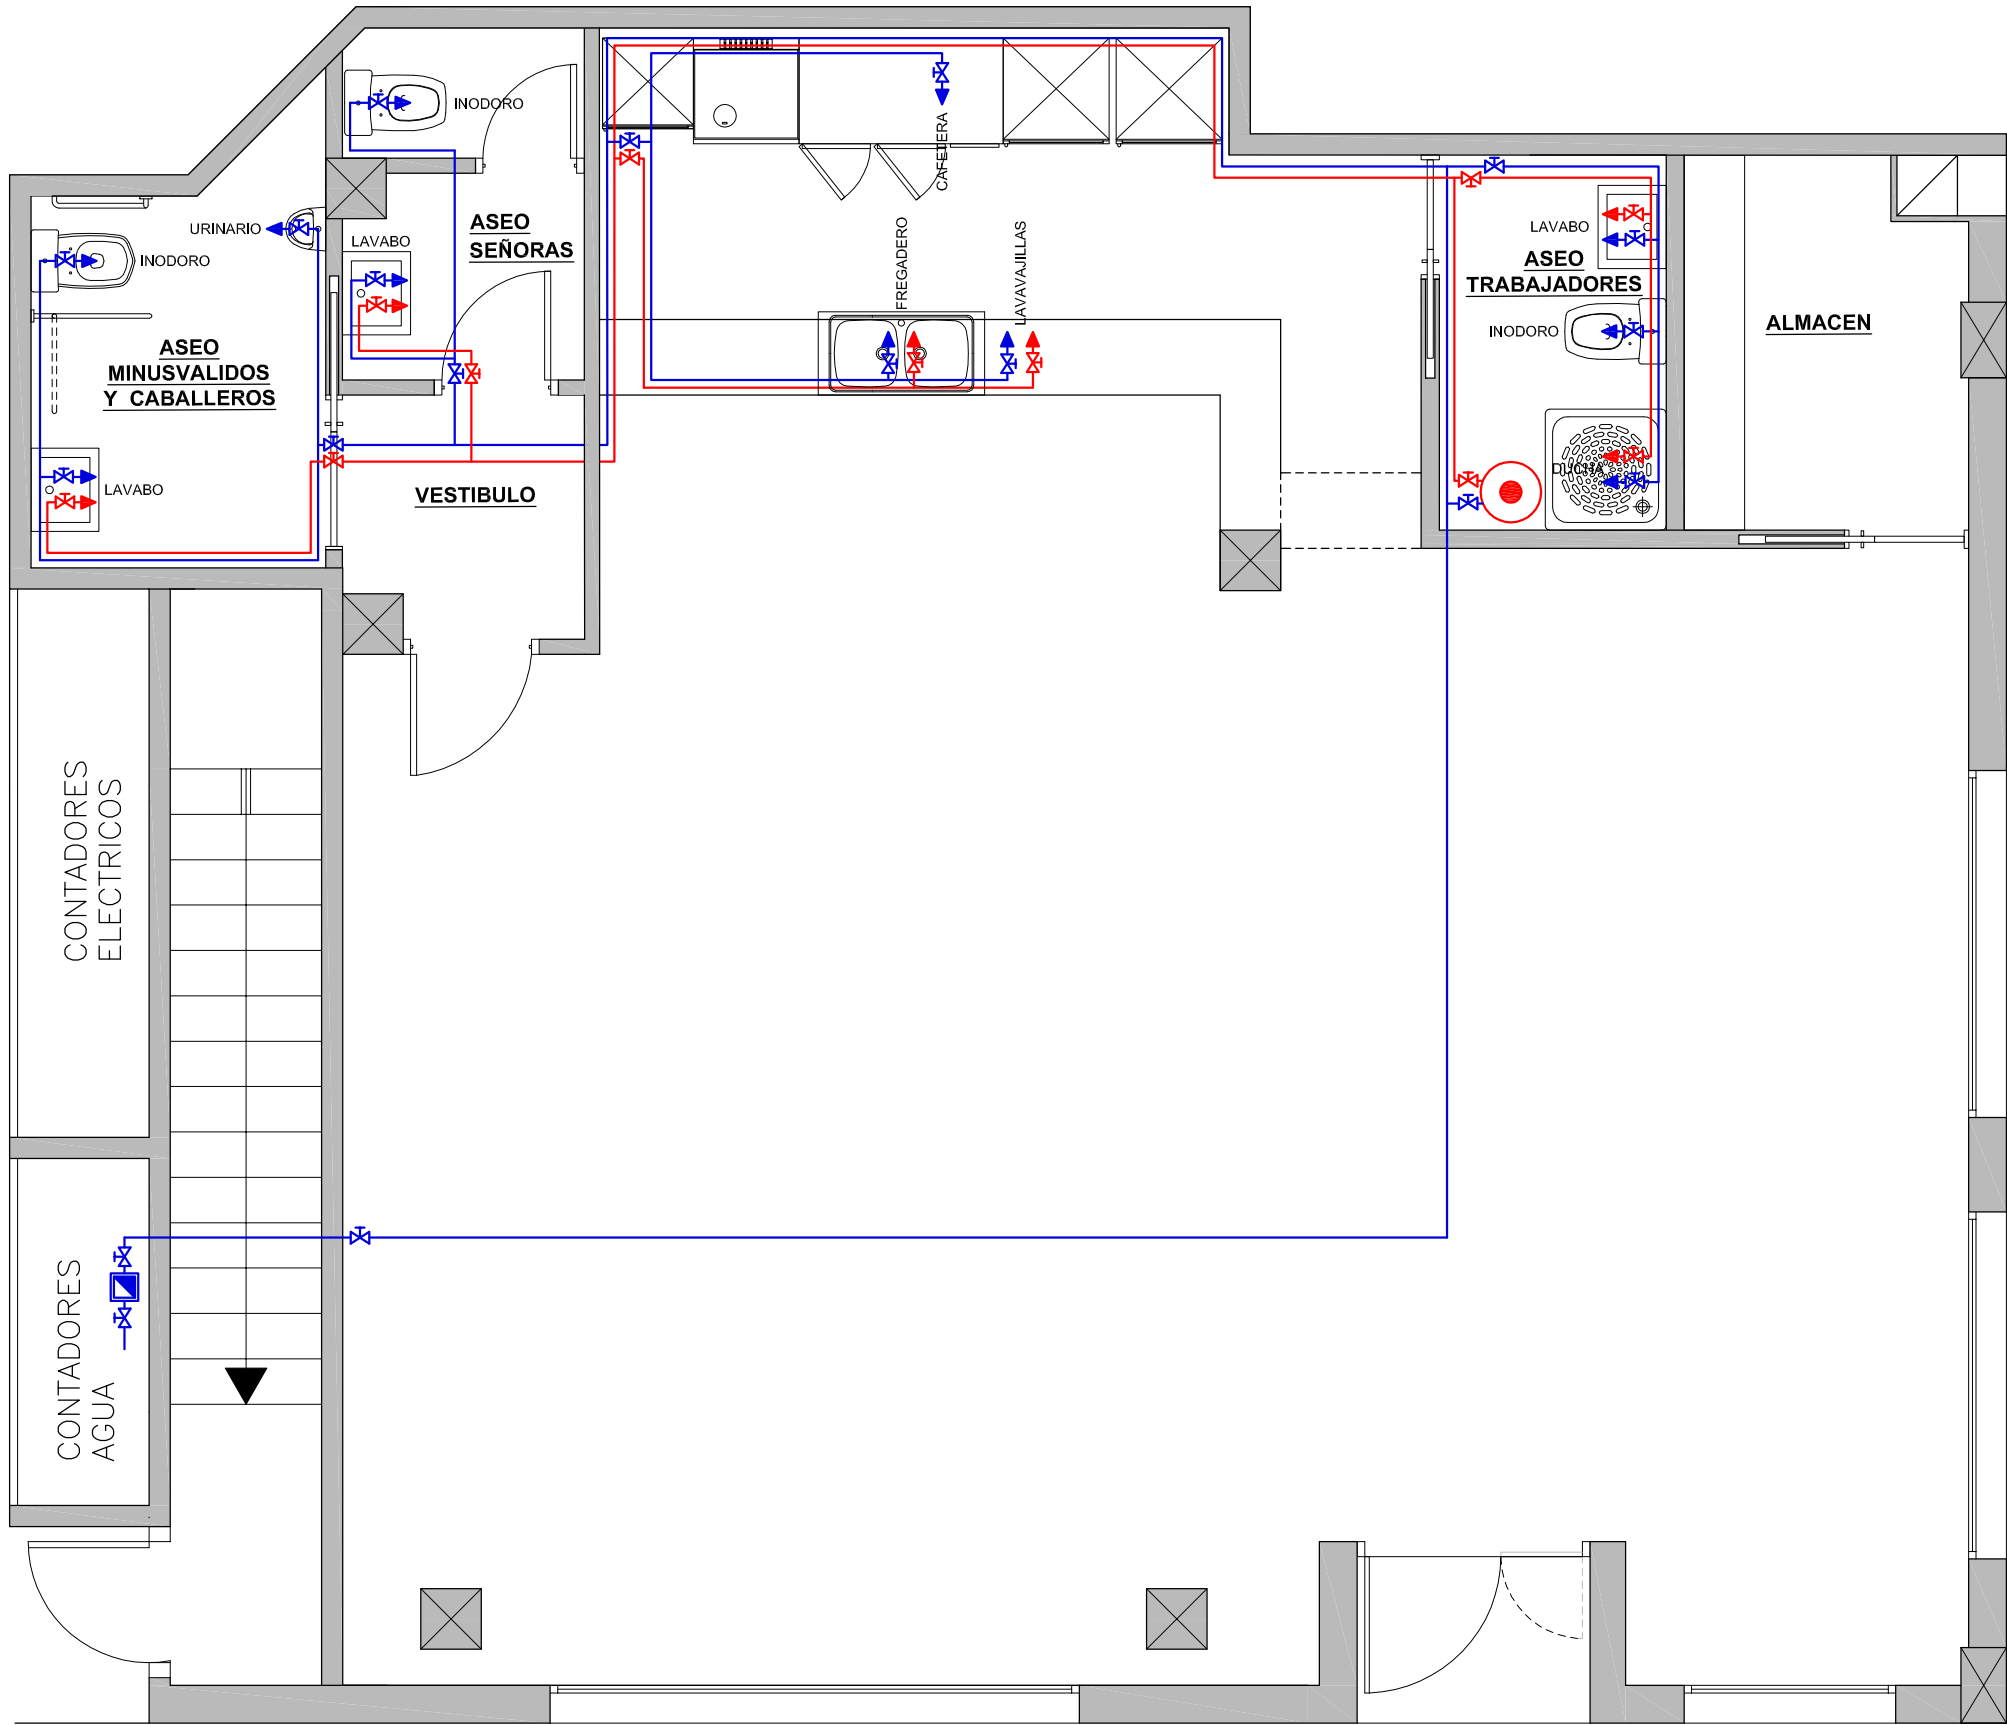 INODORO
URINARIO
INODORO
ASEO
SEÑORAS
LAVABO
CAFETERA
FREGADERO
LAVAVAJILLAS
LAVABO
ASEO
TRABAJADORES
INODORO
DUCHA
ALMACEN
ASEO
MINUSVALIDOS
Y CABALLEROS
LAVABO
VESTIBULO
CONTADORES
ELECTRICOS
CONTADORES
AGUA